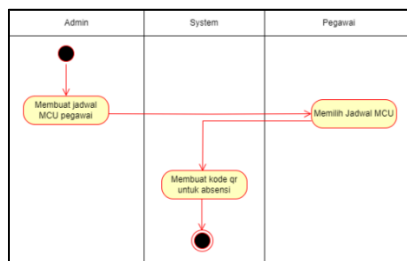 Admin
System
Pegawai
Membuat jadwal
MCU pegawai
Memilih Jadwal MCU
Membuat kode qr
untuk absensi